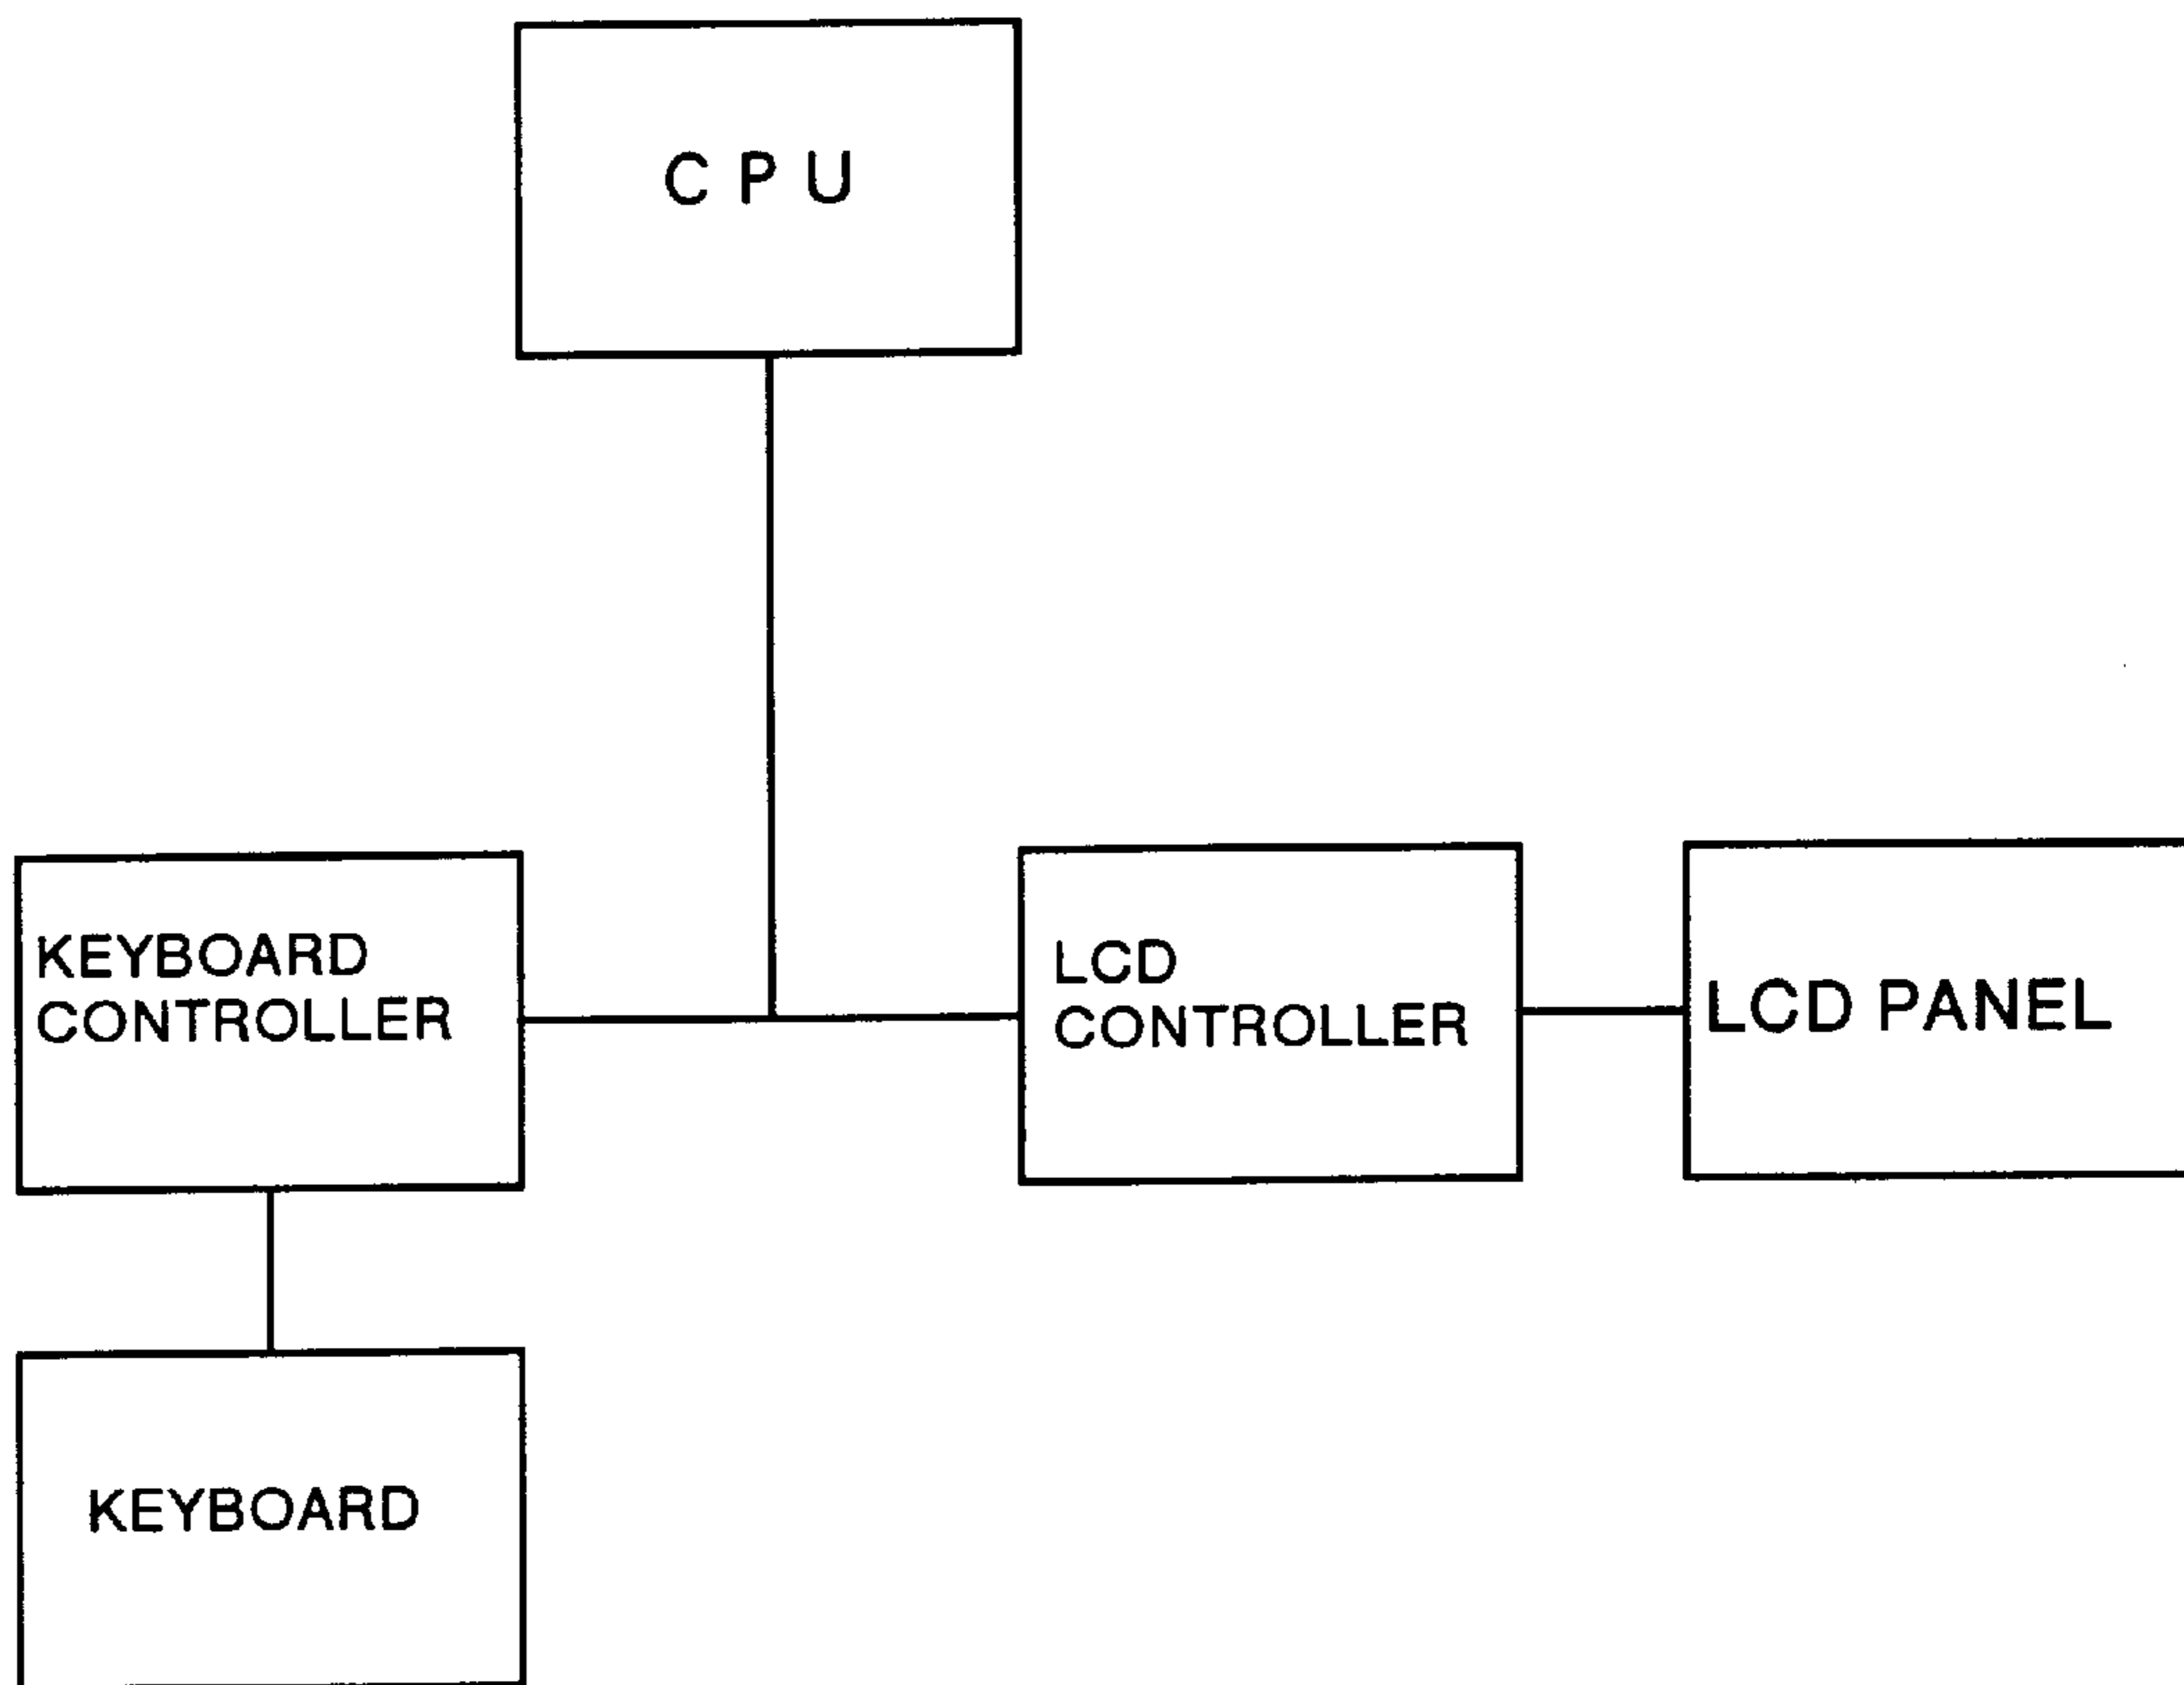 C P U
KEYBOARD
CONTROLLER
LCD
CONTROLLER
LCD PANEL
KEYBOARD